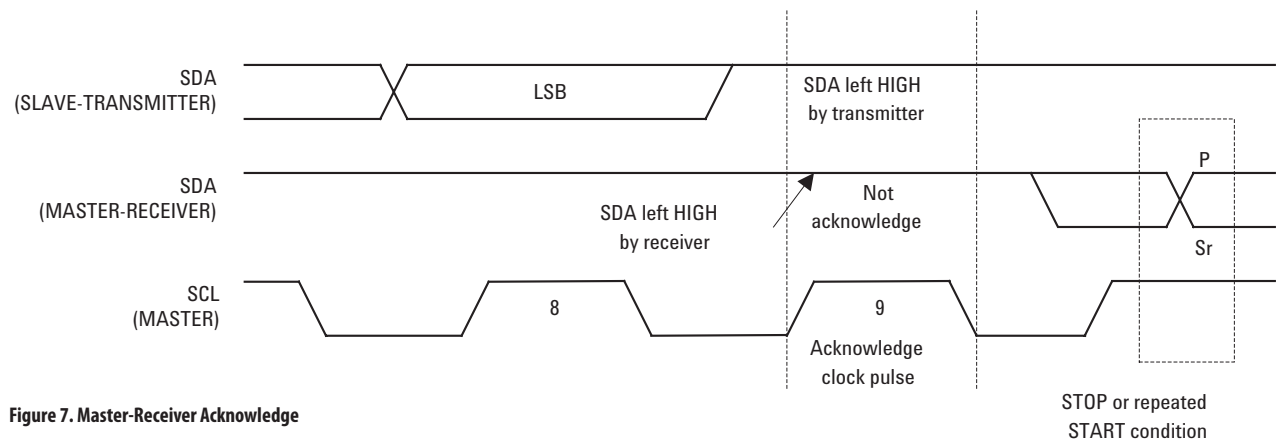 SDA
(SLAVE-TRANSMITTER)
LSB
SDA left HIGH
by transmitter
SDA
(MASTER-RECEIVER)
SDA left HIGH
by receiver
Not
acknowledge
P
Sr
SCL
(MASTER)
8
9
Acknowledge
clock pulse
STOP or repeated
START condition
Figure 7. Master-Receiver Acknowledge